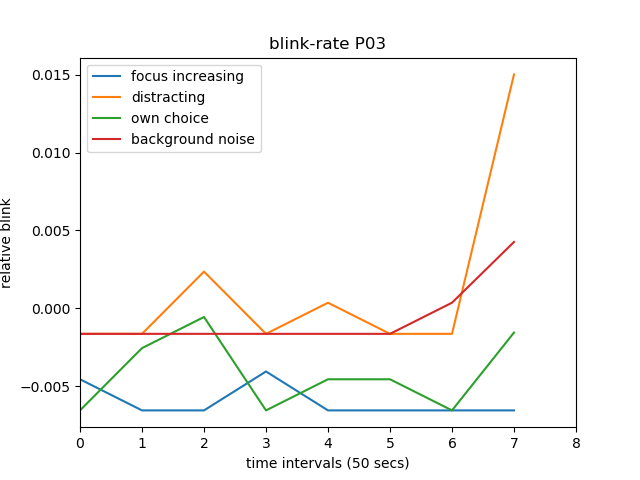 blink-rate P03
focus increasing
distracting
own choice
background noise
relative blink
0.015
0.010
0.005
0.000
−0.005
0 1 2 3 4 5 6 7 8
time intervals (50 secs)